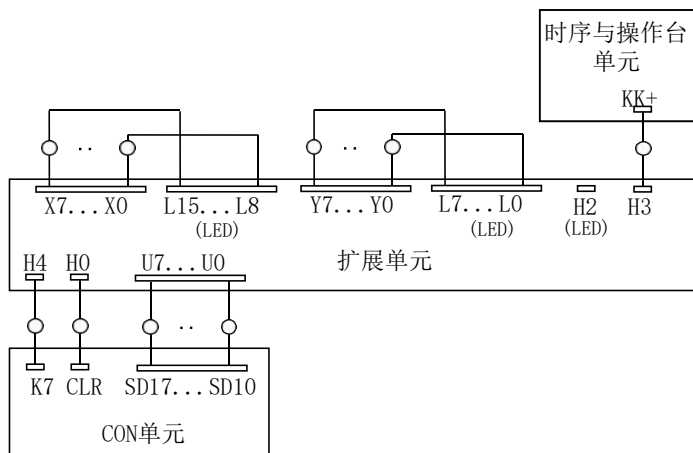 时序与操作台
单元
KK+
X7...X0 L15...L8 Y7...Y0 L7...L0 H2 H3
(LED) (LED) (LED)
H4 H0 U7...U0 扩展单元
K7 CLR SD17...SD10
CON单元